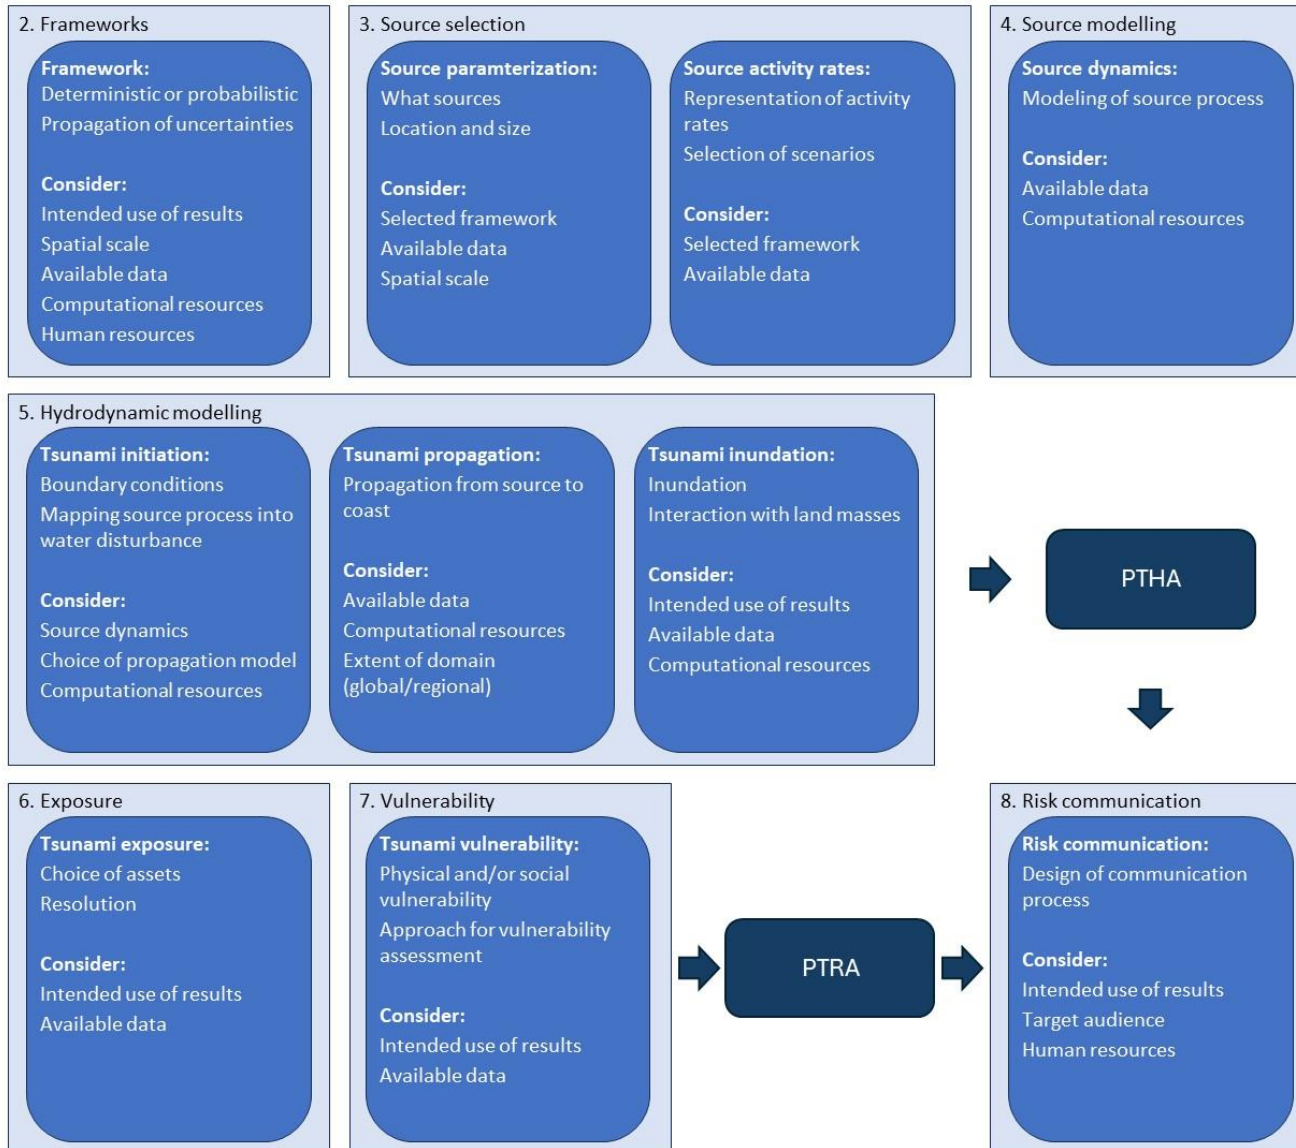 2. Frameworks
Framework:
Deterministic or probabilistic
Propagation of uncertainties
Consider:
Intended use of results
Spatial scale
Available data
Computational resources
Human resources
3. Source selection
Source paramterization:
What sources
Location and size
Consider:
Selected framework
Available data
Spatial scale
Source activity rates:
Representation of activity
rates
Selection of scenarios
Consider:
Selected framework
Available data
4. Source modelling
Source dynamics:
Modeling of source process
Consider:
Available data
Computational resources
5. Hydrodynamic modelling
Tsunami initiation:
Boundary conditions
Mapping source process into
water disturbance
Consider:
Source dynamics
Choice of propagation model
Computational resources
Tsunami propagation:
Propagation from source to
coast
Consider:
Available data
Computational resources
Extent of domain
(global/regional)
Tsunami inundation:
Inundation
Interaction with land masses
Consider:
Intended use of results
Available data
Computational resources
PTHA
6. Exposure
Tsunami exposure:
Choice of assets
Resolution
Consider:
Intended use of results
Available data
7. Vulnerability
Tsunami vulnerability:
Physical and/or social
vulnerability
Approach for vulnerability
assessment
Consider:
Intended use of results
Available data
PTRA
8. Risk communication
Risk communication:
Design of communication
process
Consider:
Intended use of results
Target audience
Human resources